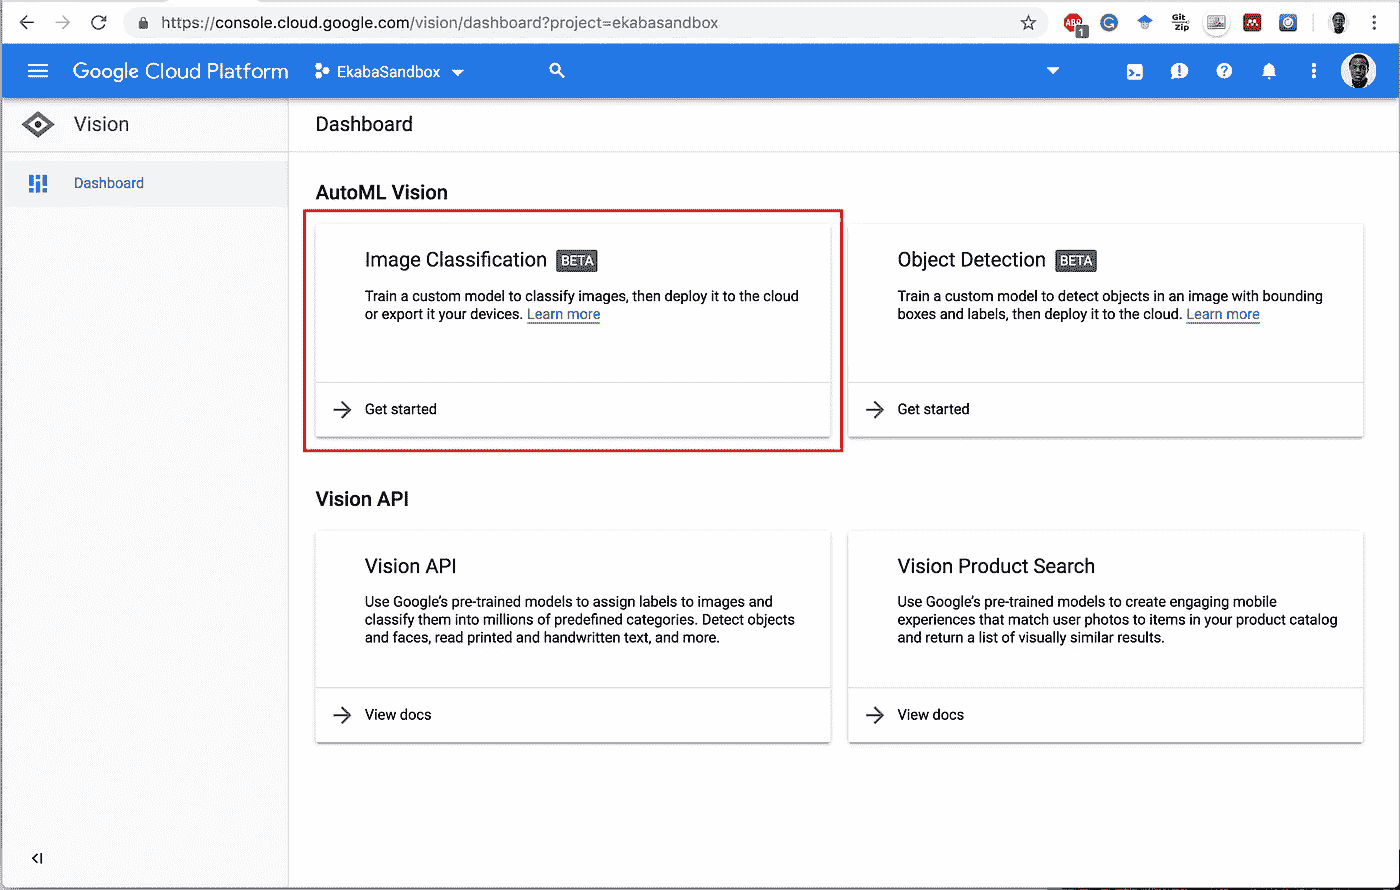 https://console.cloud.google.com/vision/dashboard?project=ekabasandbox
ABP
1
Git
Zip
Google Cloud Platform
EkabaSandbox
Vision
Dashboard
Dashboard
AutoML Vision
Image Classification BETA
Train a custom model to classify images, then deploy it to the cloud
or export it your devices. Learn more
Get started
Object Detection BETA
Train a custom model to detect objects in an image with bounding
boxes and labels, then deploy it to the cloud. Learn more
Get started
Vision API
Vision API
Use Google's pre-trained models to assign labels to images and
classify them into millions of predefined categories. Detect objects
and faces, read printed and handwritten text, and more.
View docs
Vision Product Search
Use Google's pre-trained models to create engaging mobile
experiences that match user photos to items in your product catalog
and return a list of visually similar results.
View docs